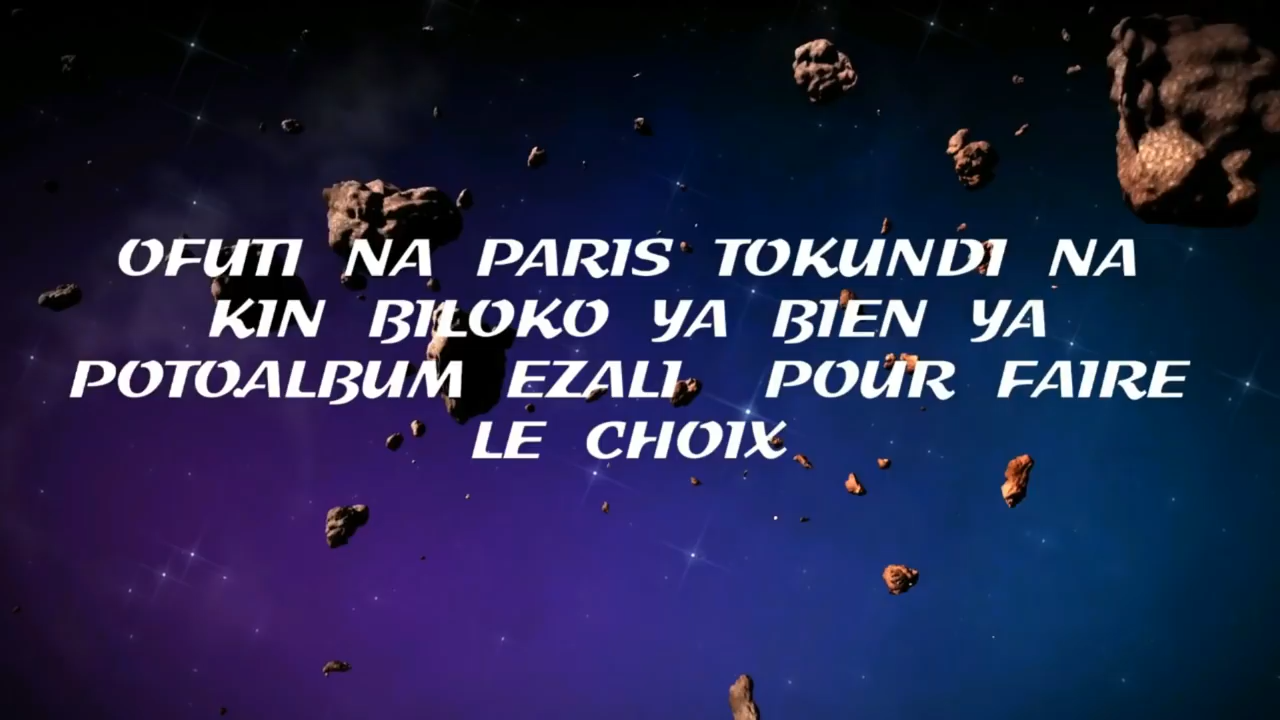 OFUTI NA PARIS TOKUNDI NA
KIN BILOKO YA BIEN YA
POTOALBUM EZALI POUR FAIRE
LE CHOIX